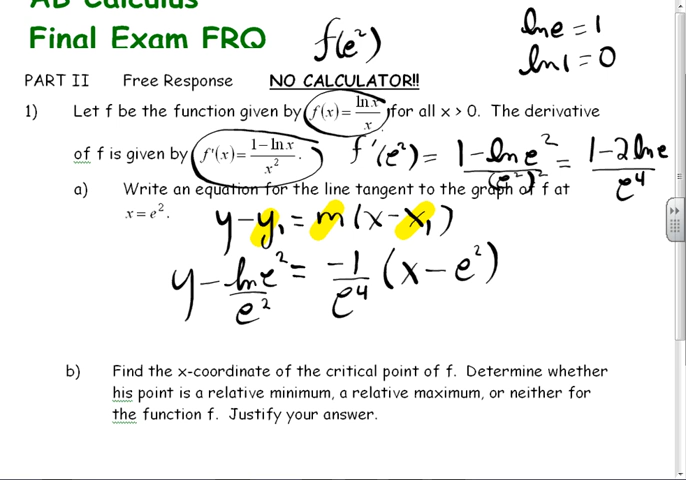 AB Calculus
Final Exam FRQ
f(e²)
ln e = 1
ln 1 = 0
PART II Free Response NO CALCULATOR!!
1) Let f be the function given by f(x) = ln x / x, for all x > 0. The derivative
of f is given by f'(x) = (1 − ln x) / x².
f'(e²) = (1 − ln e²) / (e²)² = (1 − 2 ln e) / e⁴
a) Write an equation for the line tangent to the graph of f at
x = e².
y − y₁ = m(x − x₁)
y − ln e² / e² = −1 / e⁴ (x − e²)
b) Find the x-coordinate of the critical point of f. Determine whether
his point is a relative minimum, a relative maximum, or neither for
the function f. Justify your answer.